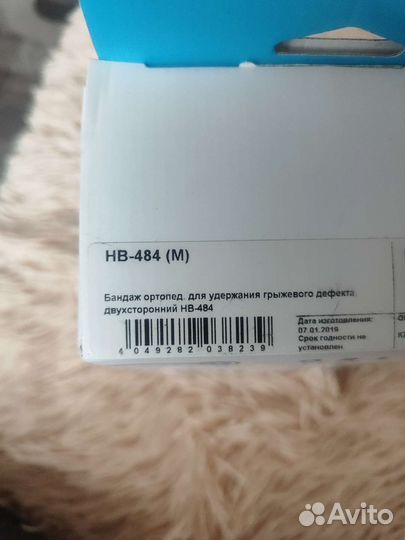 HB-484 (M)
Бандаж ортопед. для удержания грыжевого дефекта
двухсторонний HB-484
4 049282 038239
Дата изготовления:
07.01.2019
Срок годности не
установлен
Avito